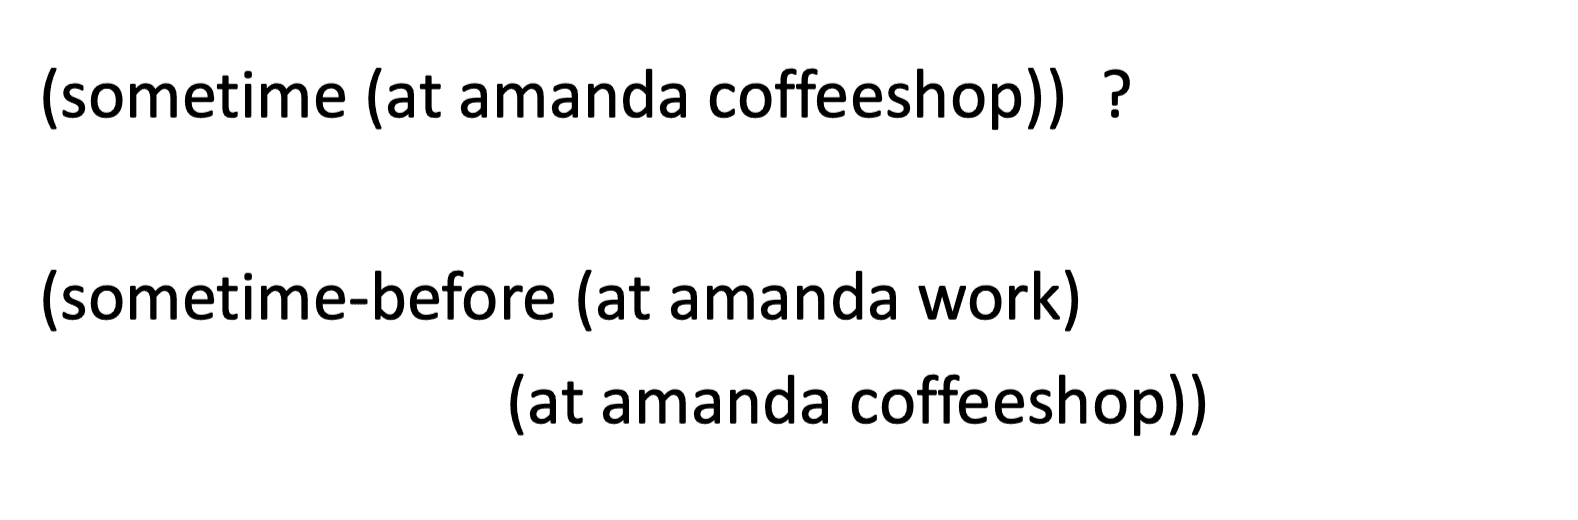 (sometime (at amanda coffeeshop))  ?
(sometime-before (at amanda work)
(at amanda coffeeshop))